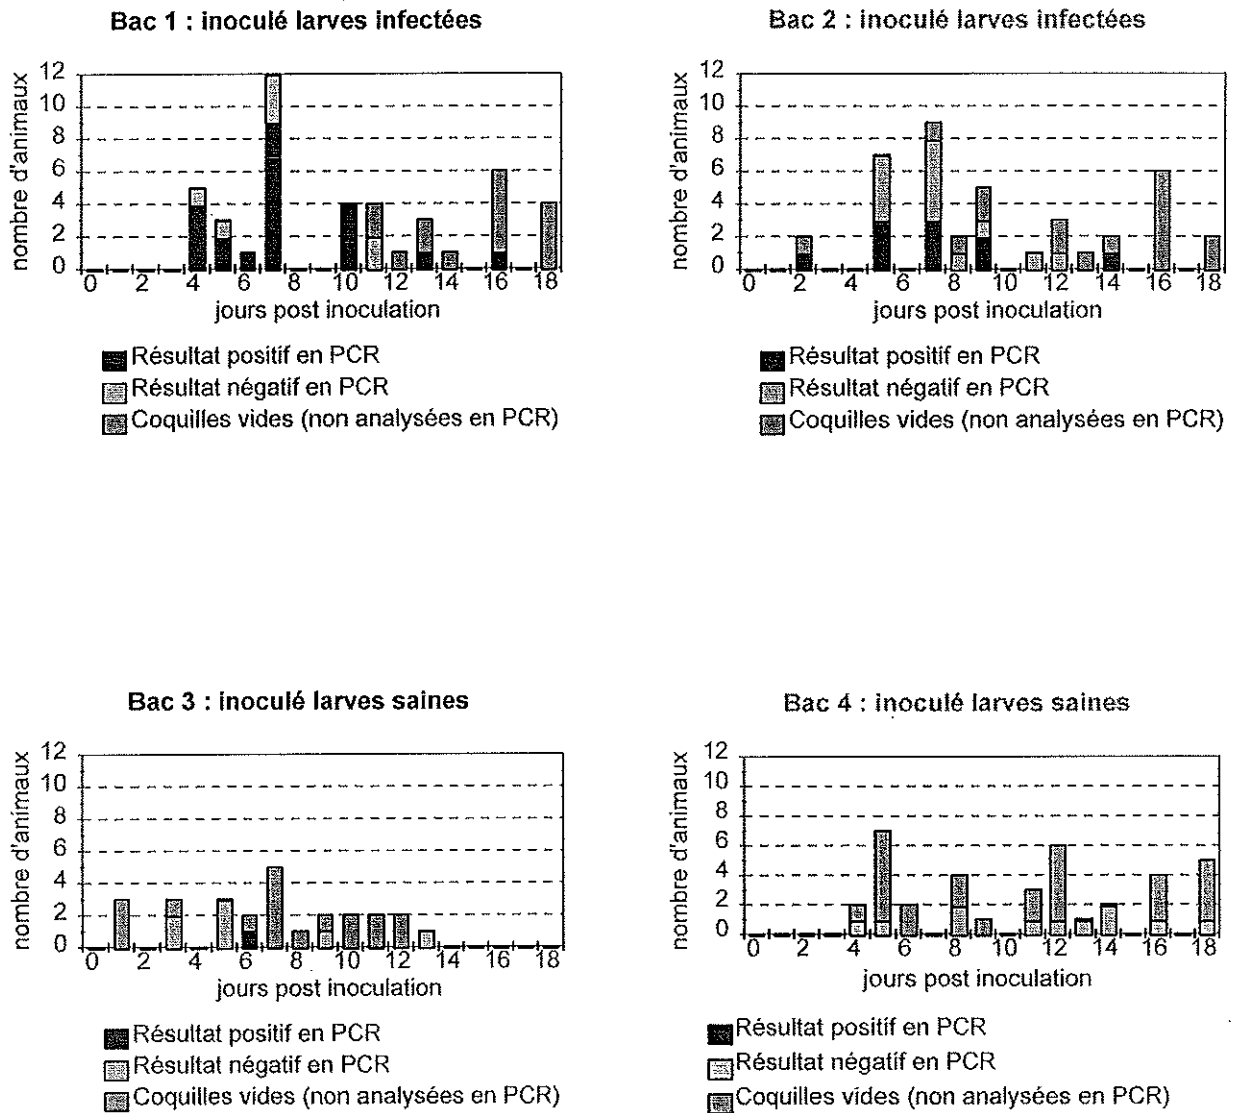 Bac 1 : inoculé larves infectées
12
10
8
6
4
2
0
nombre d'animaux
0 2 4 6 8 10 12 14 16 18
jours post inoculation
Résultat positif en PCR
Résultat négatif en PCR
Coquilles vides (non analysées en PCR)
Bac 2 : inoculé larves infectées
12
10
8
6
4
2
0
nombre d'animaux
0 2 4 6 8 10 12 14 16 18
jours post inoculation
Résultat positif en PCR
Résultat négatif en PCR
Coquilles vides (non analysées en PCR)
Bac 3 : inoculé larves saines
12
10
8
6
4
2
0
nombre d'animaux
0 2 4 6 8 10 12 14 16 18
jours post inoculation
Résultat positif en PCR
Résultat négatif en PCR
Coquilles vides (non analysées en PCR)
Bac 4 : inoculé larves saines
12
10
8
6
4
2
0
nombre d'animaux
0 2 4 6 8 10 12 14 16 18
jours post inoculation
Résultat positif en PCR
Résultat négatif en PCR
Coquilles vides (non analysées en PCR)